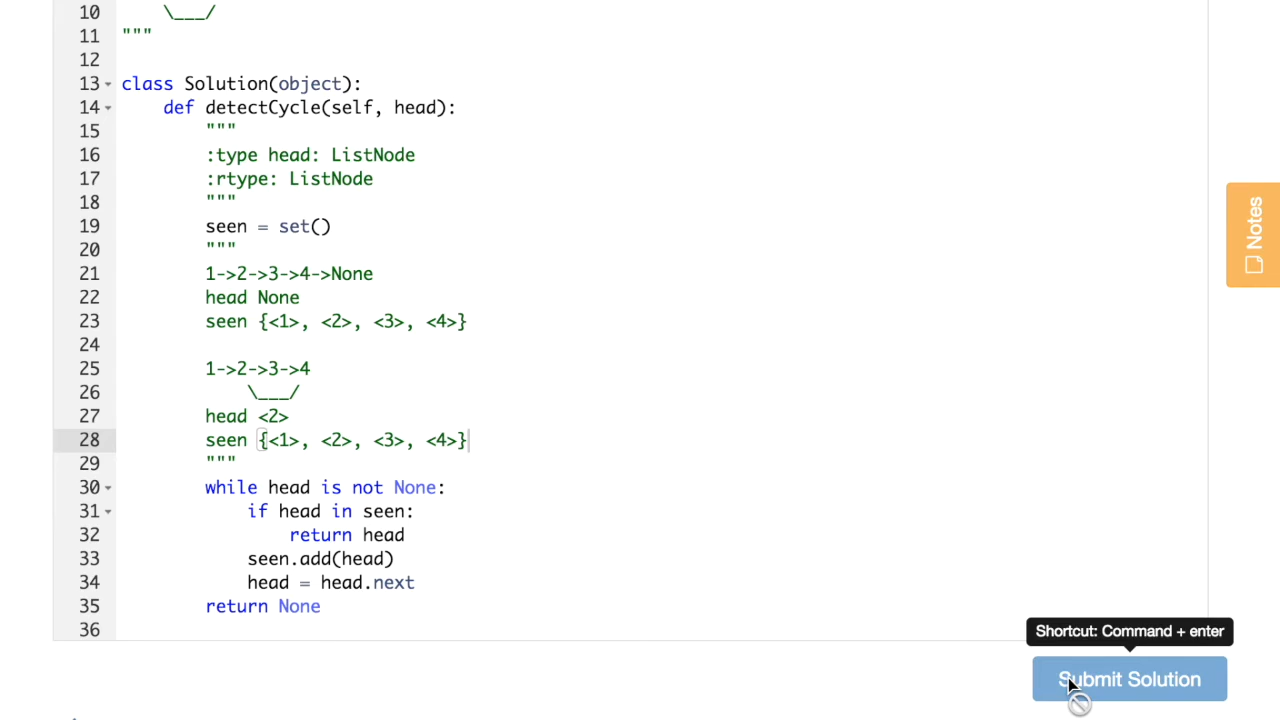 10 \___/
11 """
12
13 class Solution(object):
14 def detectCycle(self, head):
15 """
16 :type head: ListNode
17 :rtype: ListNode
18 """
19 seen = set()
20 """
21 1->2->3->4->None
22 head None
23 seen {<1>, <2>, <3>, <4>}
24
25 1->2->3->4
26 \___/
27 head <2>
28 seen {<1>, <2>, <3>, <4>}
29 """
30 while head is not None:
31 if head in seen:
32 return head
33 seen.add(head)
34 head = head.next
35 return None
36
Notes
Shortcut: Command + enter
Submit Solution